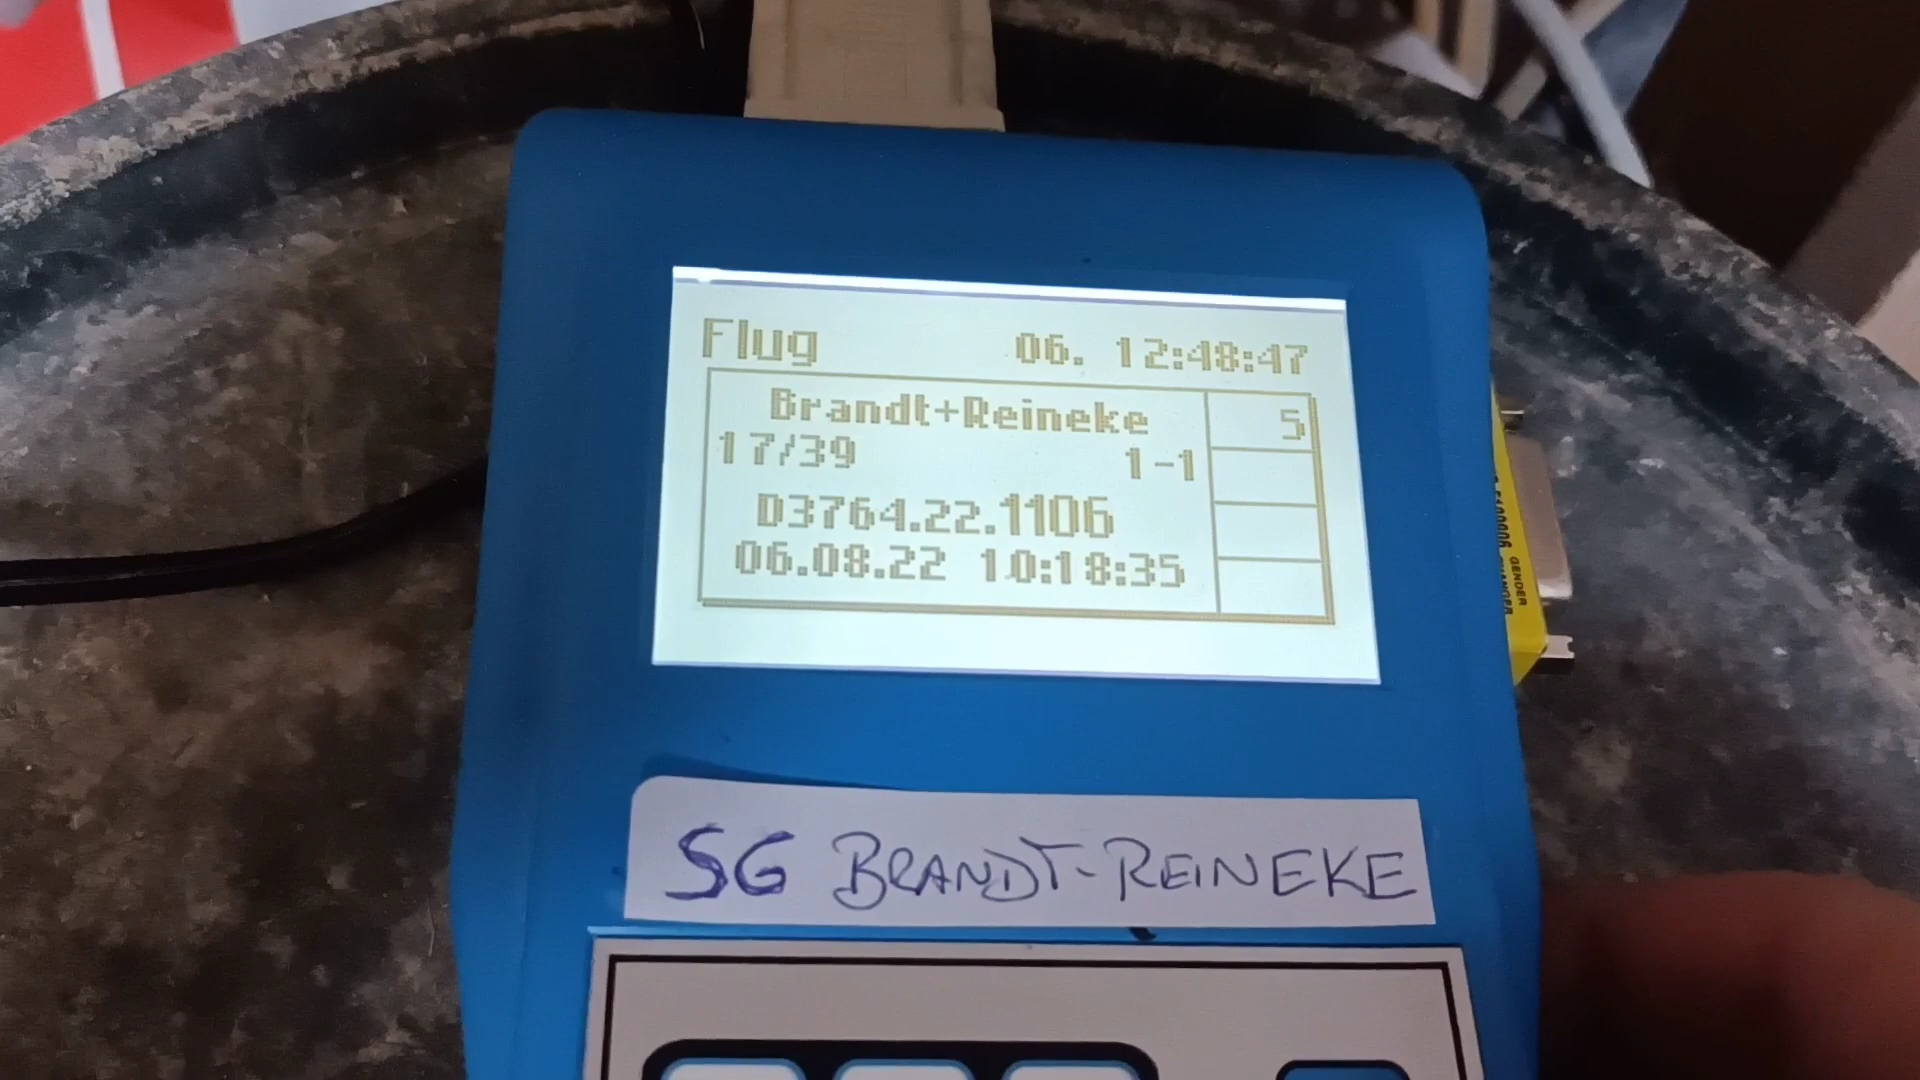 Flug 06. 12:48:47
Brandt+Reineke 5
17/39 1-1
D3764.22.1106
06.08.22 10:18:35
SG BRANDT-REINEKE
GENDER